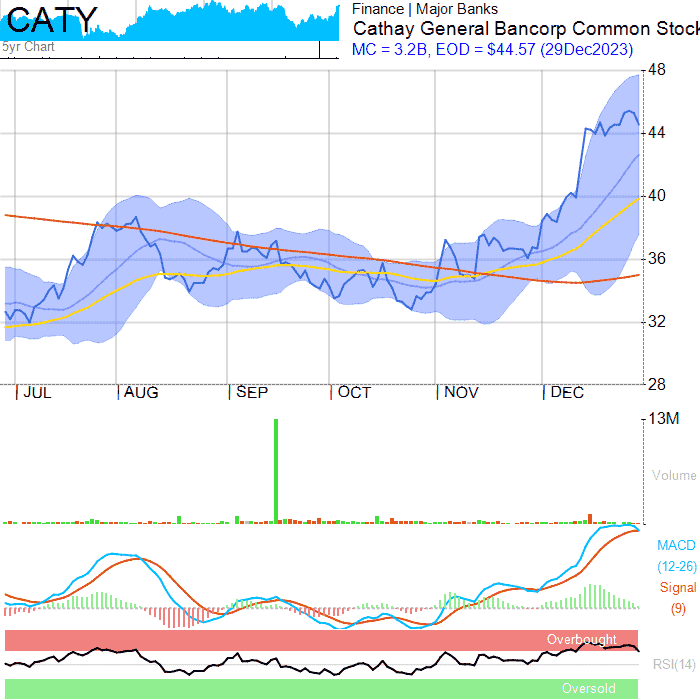 CATY
5yr Chart
Finance | Major Banks
Cathay General Bancorp Common Stock
MC = 3.2B, EOD = $44.57 (29Dec2023)
48
44
40
36
32
28
JUL AUG SEP OCT NOV DEC
13M
Volume
MACD
(12-26)
Signal
(9)
Overbought
RSI(14)
Oversold